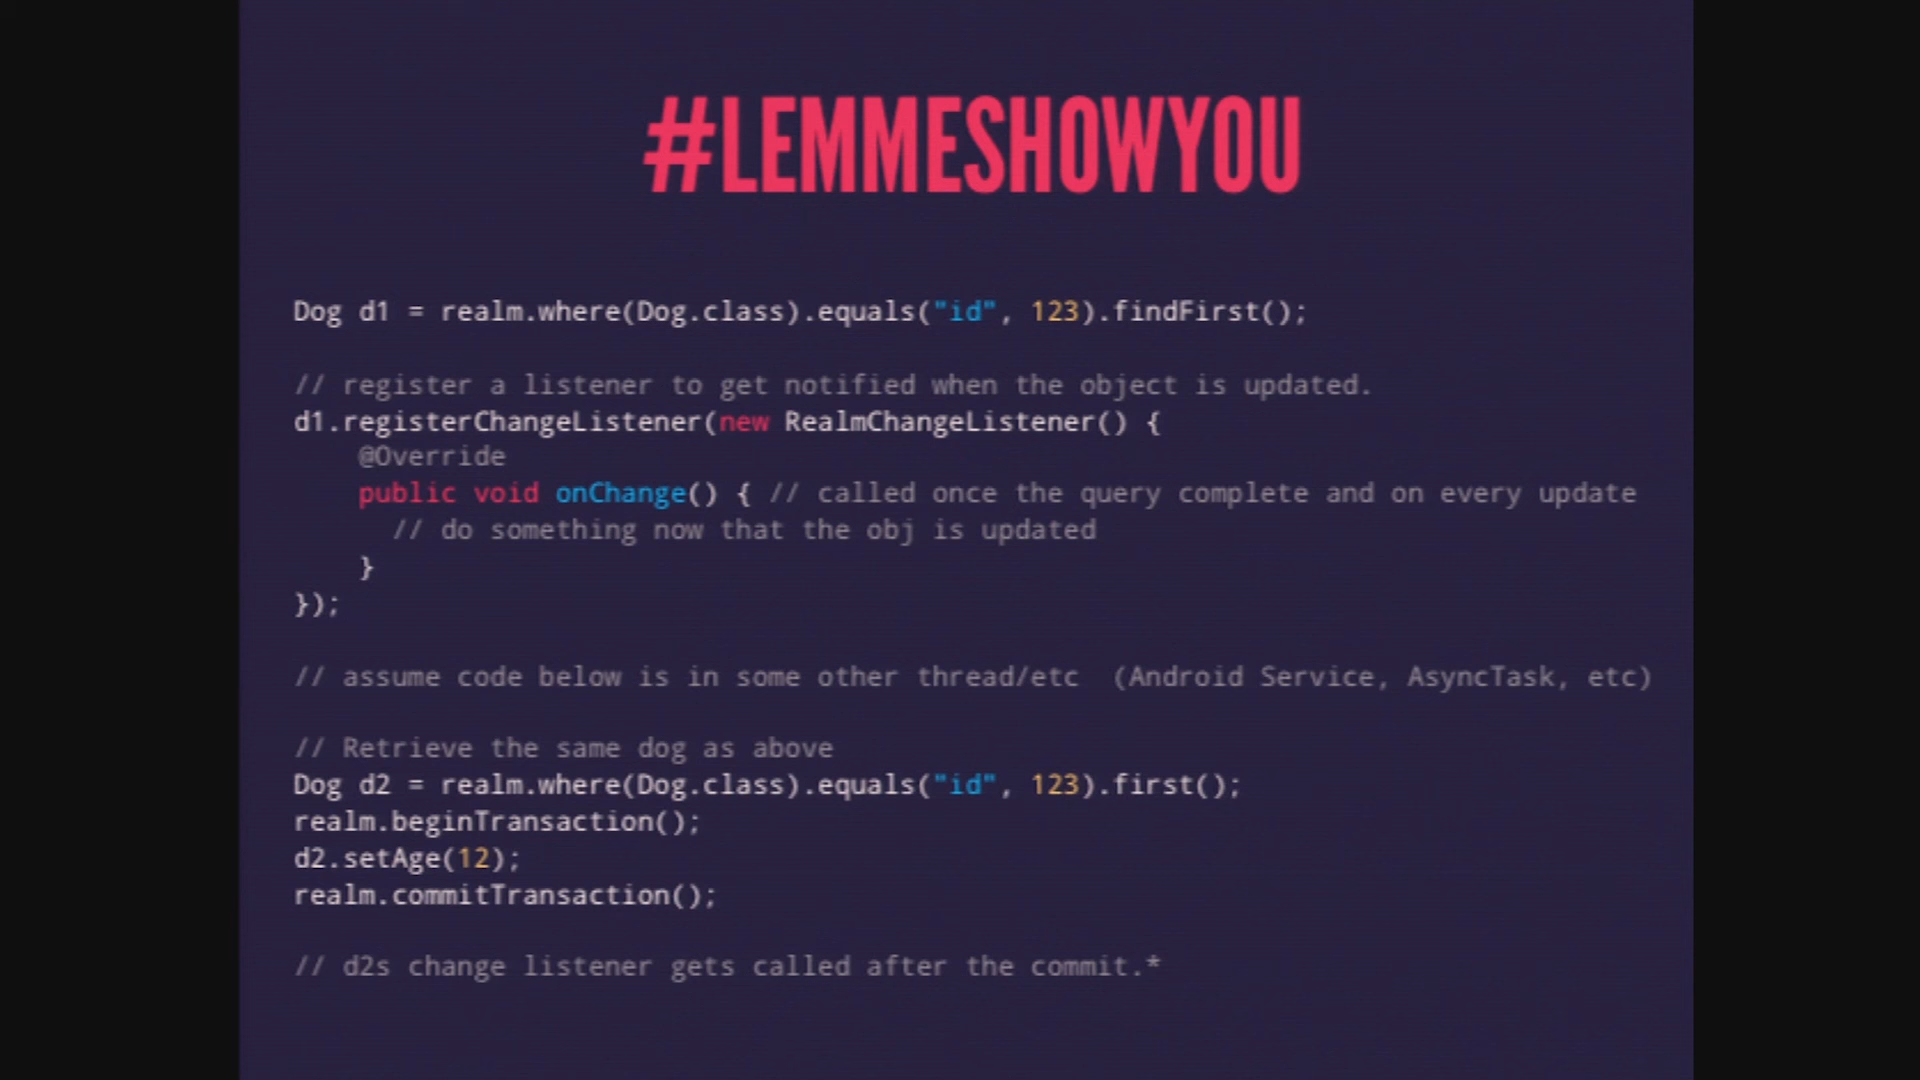 #LEMMESHOWYOU
Dog d1 = realm.where(Dog.class).equals("id", 123).findFirst();
// register a listener to get notified when the object is updated.
d1.registerChangeListener(new RealmChangeListener() {
@Override
public void onChange() { // called once the query complete and on every update
// do something now that the obj is updated
}
});
// assume code below is in some other thread/etc (Android Service, AsyncTask, etc)
// Retrieve the same dog as above
Dog d2 = realm.where(Dog.class).equals("id", 123).first();
realm.beginTransaction();
d2.setAge(12);
realm.commitTransaction();
// d2s change listener gets called after the commit.*